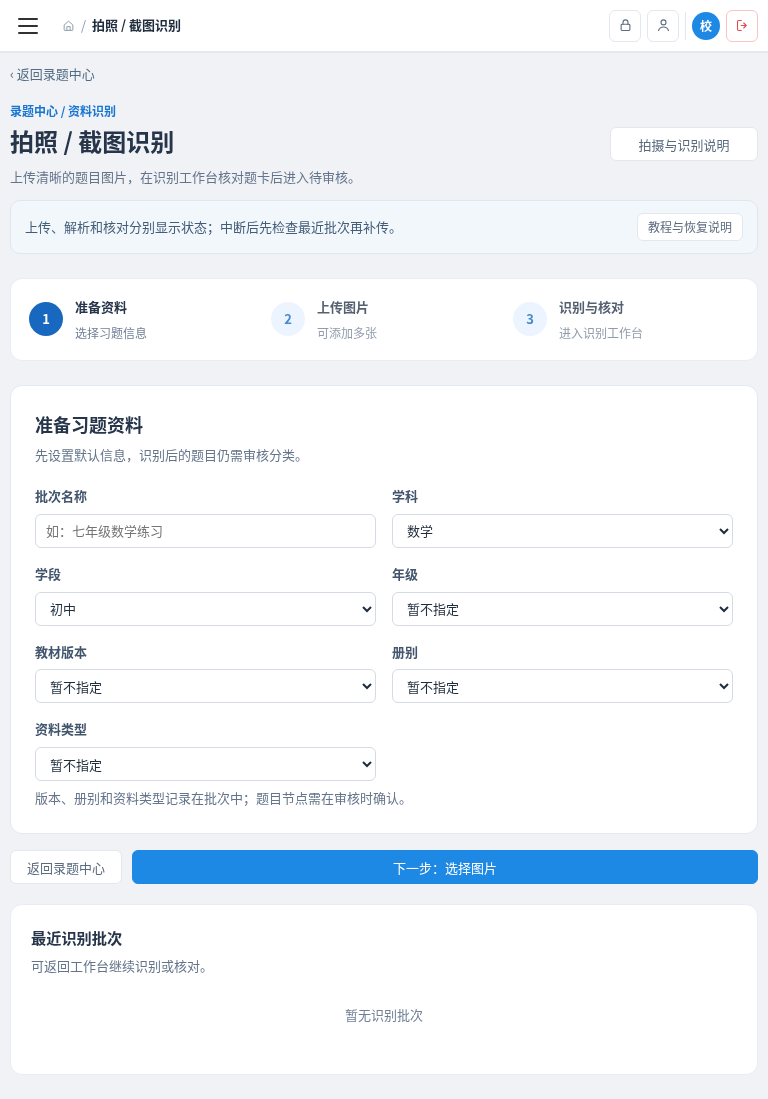 / 拍照 / 截图识别
校
‹ 返回录题中心
录题中心 / 资料识别
拍照 / 截图识别
拍摄与识别说明
上传清晰的题目图片，在识别工作台核对题卡后进入待审核。
上传、解析和核对分别显示状态；中断后先检查最近批次再补传。
教程与恢复说明
1
准备资料
选择习题信息
2
上传图片
可添加多张
3
识别与核对
进入识别工作台
准备习题资料
先设置默认信息，识别后的题目仍需审核分类。
批次名称
如：七年级数学练习
学科
数学
学段
初中
年级
暂不指定
教材版本
暂不指定
册别
暂不指定
资料类型
暂不指定
版本、册别和资料类型记录在批次中；题目节点需在审核时确认。
返回录题中心
下一步：选择图片
最近识别批次
可返回工作台继续识别或核对。
暂无识别批次